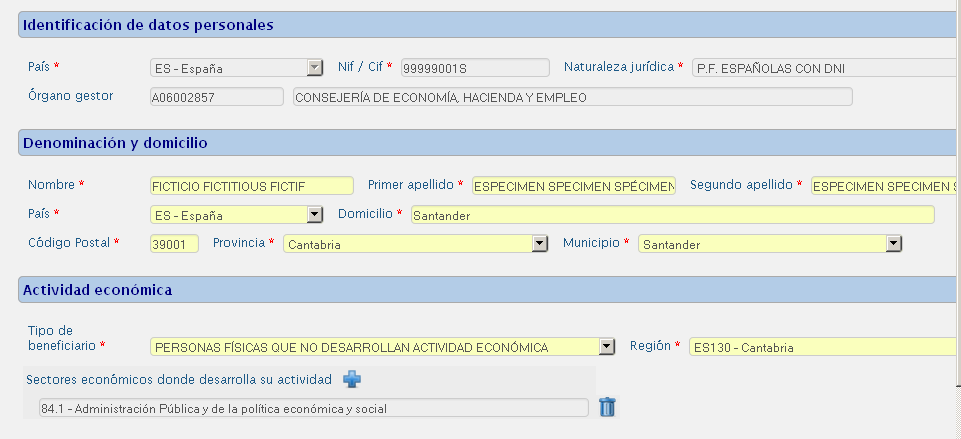 Identificación de datos personales
País * ES - España Nif / Cif * 99999001S Naturaleza jurídica * P.F. ESPAÑOLAS CON DNI
Órgano gestor A06002857 CONSEJERÍA DE ECONOMÍA, HACIENDA Y EMPLEO
Denominación y domicilio
Nombre * FICTICIO FICTITIOUS FICTIF Primer apellido * ESPECIMEN SPECIMEN SPÉCIMEN Segundo apellido * ESPECIMEN SPECIMEN S
País * ES - España Domicilio * Santander
Código Postal * 39001 Provincia * Cantabria Municipio * Santander
Actividad económica
Tipo de
beneficiario * PERSONAS FÍSICAS QUE NO DESARROLLAN ACTIVIDAD ECONÓMICA Región * ES130 - Cantabria
Sectores económicos donde desarrolla su actividad
84.1 - Administración Pública y de la política económica y social